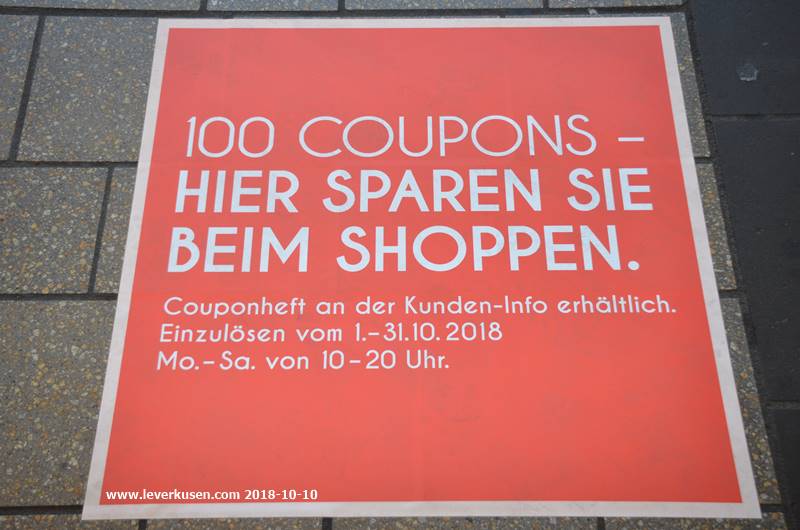 100 COUPONS –
HIER SPAREN SIE
BEIM SHOPPEN.
Couponheft an der Kunden-Info erhältlich.
Einzulösen vom 1.–31.10.2018
Mo.–Sa. von 10–20 Uhr.
www.leverkusen.com 2018-10-10